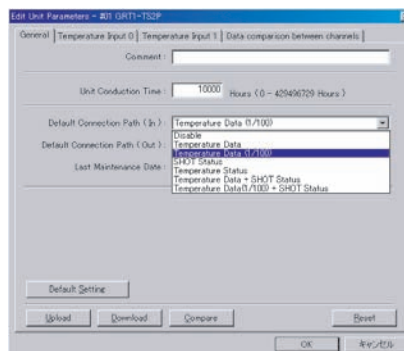 Edit Unit Parameters - #01 GRT1-TS2P
General Temperature Input 0 Temperature Input 1 Data comparison between channels
Comment :
Unit Conduction Time : 10000 Hours ( 0 - 429496729 Hours )
Default Connection Path ( In ) : Temperature Data (1/100)
Disable
Default Connection Path ( Out ) : Temperature Data
Temperature Data (1/100)
SHOT Status
Last Maintenance Date : Temperature Status
Temperature Data + SHOT Status
Temperature Data(1/100) + SHOT Status
Default Setting
Upload Download Compare Reset
OK キャンセル